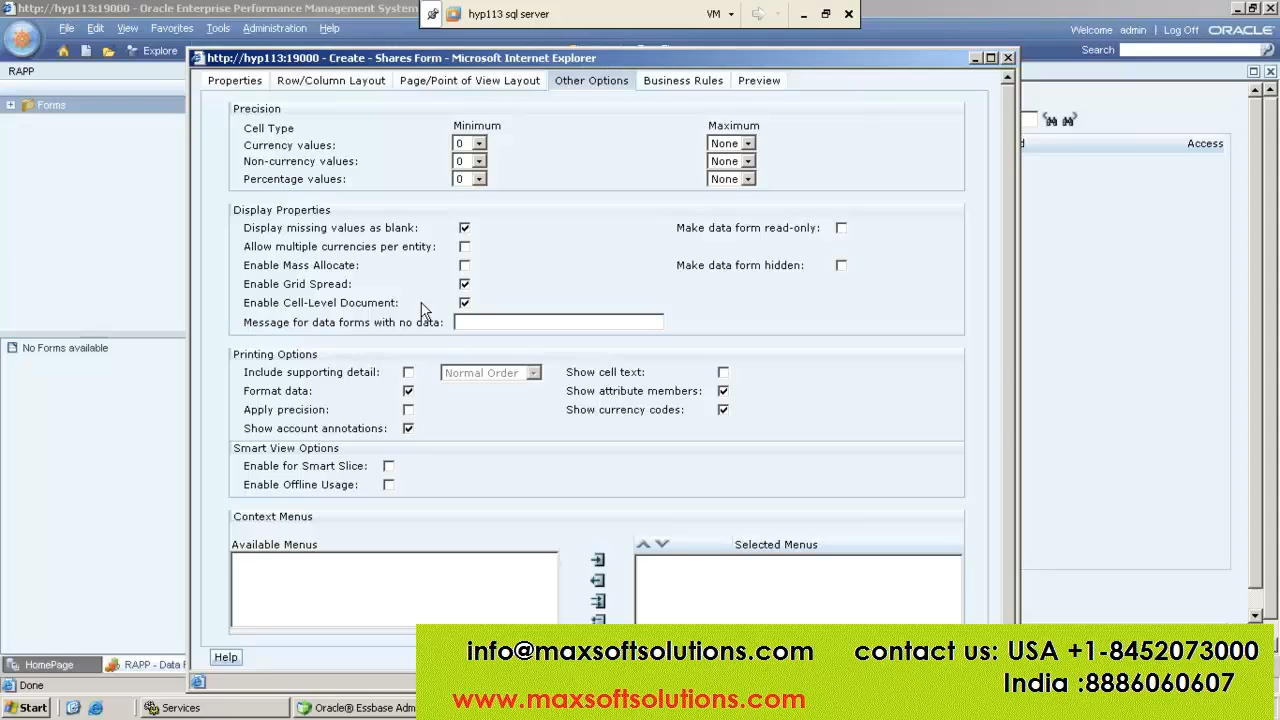 Oracle Enterprise Performance Management System
hyp113 sql server
VM
File Edit View Favorites Tools Administration Help
Welcome admin Log Off ORACLE
Explore
Search
RAPP
http://hyp113:19000 - Create - Shares Form - Microsoft Internet Explorer
Properties Row/Column Layout Page/Point of View Layout Other Options Business Rules Preview
Forms
Precision
Cell Type Minimum Maximum
Currency values: 0 None
Non-currency values: 0 None
Percentage values: 0 None
Access
Display Properties
Display missing values as blank: Make data form read-only:
Allow multiple currencies per entity:
Enable Mass Allocate: Make data form hidden:
Enable Grid Spread:
Enable Cell-Level Document:
Message for data forms with no data:
No Forms available
Printing Options
Include supporting detail: Normal Order Show cell text:
Format data: Show attribute members:
Apply precision: Show currency codes:
Show account annotations:
Smart View Options
Enable for Smart Slice:
Enable Offline Usage:
Context Menus
Available Menus Selected Menus
Help
HomePage RAPP - Data F
Done
Start Services Oracle® Essbase Adm
info@maxsoftsolutions.com contact us: USA +1-8452073000
India :8886060607
www.maxsoftsolutions.com